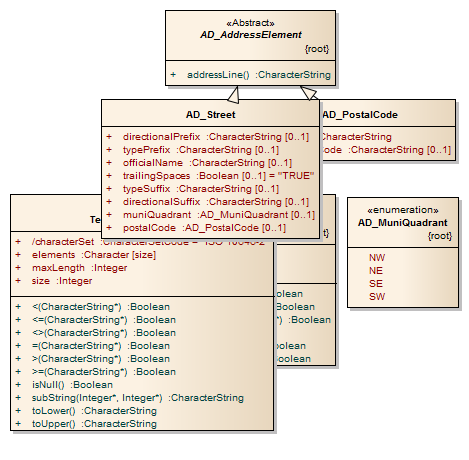 «Abstract»
AD_AddressElement
{root}
+ addressLine() :CharacterString
AD_Street
+ directionalPrefix :CharacterString [0..1]
+ typePrefix :CharacterString [0..1]
+ officialName :CharacterString [0..1]
+ trailingSpaces :Boolean [0..1] = "TRUE"
+ typeSuffix :CharacterString [0..1]
+ directionalSuffix :CharacterString [0..1]
+ muniQuadrant :AD_MuniQuadrant [0..1]
+ postalCode :AD_PostalCode [0..1]
AD_PostalCode
CharacterString
Code :CharacterString [0..1]
«enumeration»
AD_MuniQuadrant
{root}
NW
NE
SE
SW
Te
+ /characterSet :CharacterSetCode = "ISO 10646-2"
+ elements :Character [size]
+ maxLength :Integer
+ size :Integer
+ <(CharacterString*) :Boolean
+ <=(CharacterString*) :Boolean
+ <>(CharacterString*) :Boolean
+ =(CharacterString*) :Boolean
+ >(CharacterString*) :Boolean
+ >=(CharacterString*) :Boolean
+ isNull() :Boolean
+ subString(Integer*, Integer*) :CharacterString
+ toLower() :CharacterString
+ toUpper() :CharacterString
olean
:Boolean
*) :Boolean
olean
:Boolean